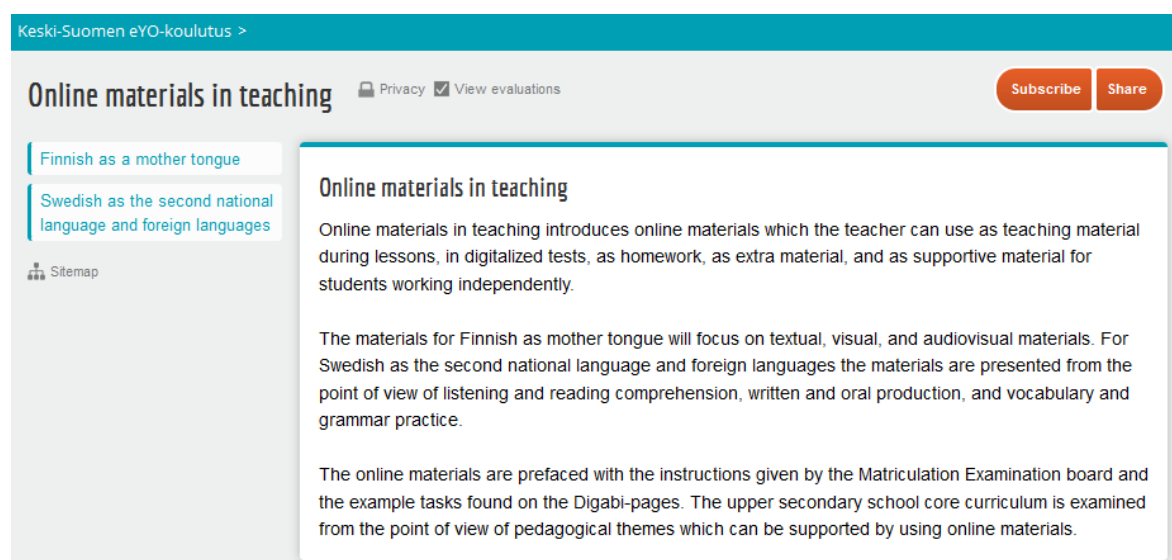 Keski-Suomen eYO-koulutus >
Online materials in teaching
Privacy View evaluations
Subscribe Share
Finnish as a mother tongue
Swedish as the second national
language and foreign languages
Sitemap
Online materials in teaching
Online materials in teaching introduces online materials which the teacher can use as teaching material
during lessons, in digitalized tests, as homework, as extra material, and as supportive material for
students working independently.
The materials for Finnish as mother tongue will focus on textual, visual, and audiovisual materials. For
Swedish as the second national language and foreign languages the materials are presented from the
point of view of listening and reading comprehension, written and oral production, and vocabulary and
grammar practice.
The online materials are prefaced with the instructions given by the Matriculation Examination board and
the example tasks found on the Digabi-pages. The upper secondary school core curriculum is examined
from the point of view of pedagogical themes which can be supported by using online materials.